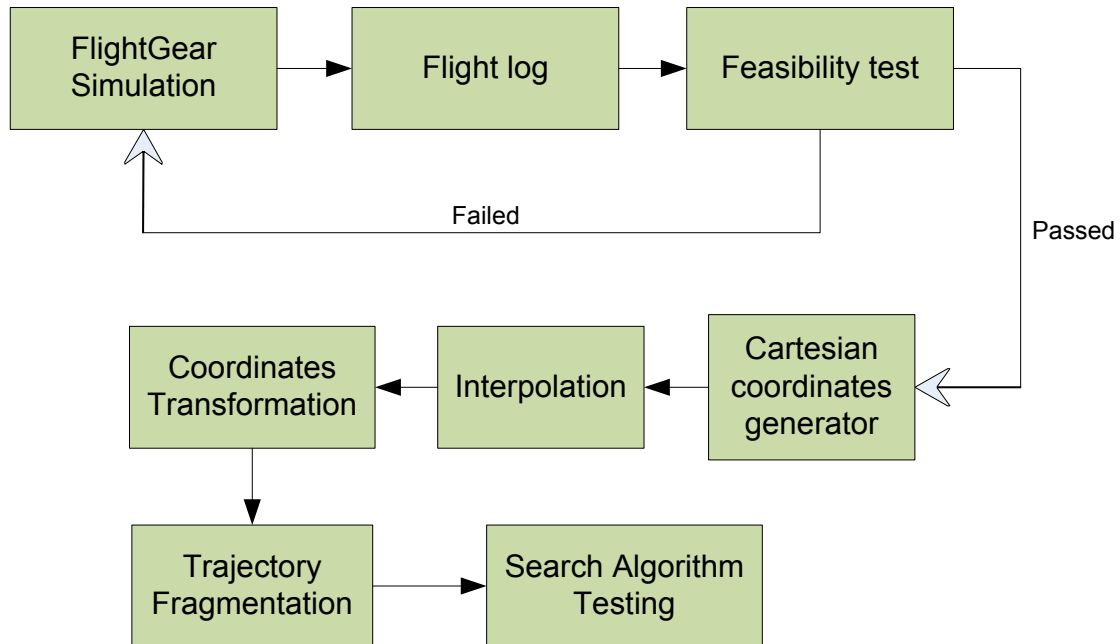 FlightGear
Simulation
Flight log
Feasibility test
Failed
Passed
Coordinates
Transformation
Interpolation
Cartesian
coordinates
generator
Trajectory
Fragmentation
Search Algorithm
Testing